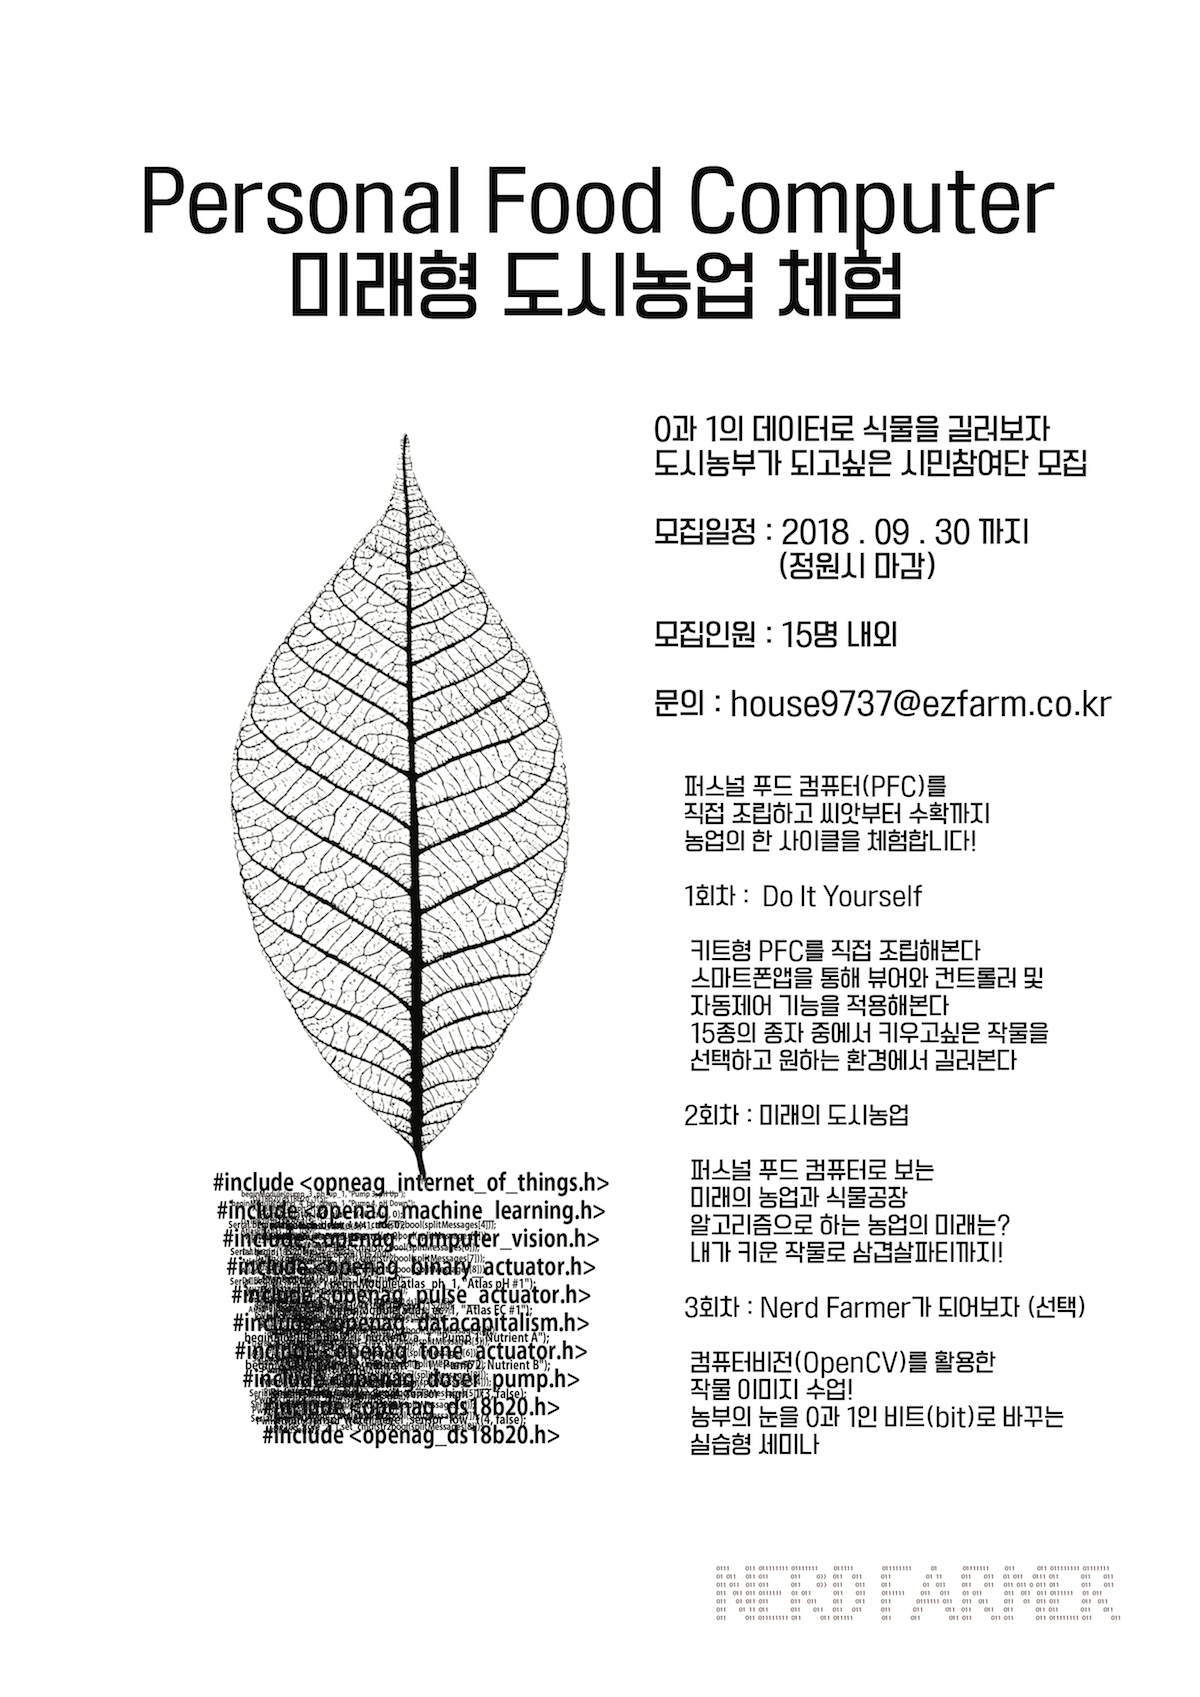 Personal Food Computer
미래형 도시농업 체험
0과 1의 데이터로 식물을 길러보자
도시농부가 되고싶은 시민참여단 모집
모집일정 : 2018 . 09 . 30 까지
(정원시 마감)
모집인원 : 15명 내외
문의 : house9737@ezfarm.co.kr
퍼스널 푸드 컴퓨터(PFC)를
직접 조립하고 씨앗부터 수확까지
농업의 한 사이클을 체험합니다!
1회차 : Do It Yourself
키트형 PFC를 직접 조립해본다
스마트폰앱을 통해 뷰어와 컨트롤러 및
자동제어 기능을 적용해본다
15종의 종자 중에서 키우고싶은 작물을
선택하고 원하는 환경에서 길러본다
2회차 : 미래의 도시농업
퍼스널 푸드 컴퓨터로 보는
미래의 농업과 식물공장
알고리즘으로 하는 농업의 미래는?
내가 키운 작물로 삼겹살파티까지!
3회차 : Nerd Farmer가 되어보자 (선택)
컴퓨터비전(OpenCV)를 활용한
작물 이미지 수업!
농부의 눈을 0과 1인 비트(bit)로 바꾸는
실습형 세미나
#include <opneag_internet_of_things.h>
#include <openag_machine_learning.h>
#include <openag_computer_vision.h>
#include <openag_binary_actuator.h>
#include <openag_pulse_actuator.h>
#include <openag_datacapitalism.h>
#include <openag_tone_actuator.h>
#include <openag_doser_pump.h>
#include <openag_ds18b20.h>
#include <openag_ds18b20.h>
NERD FARMER